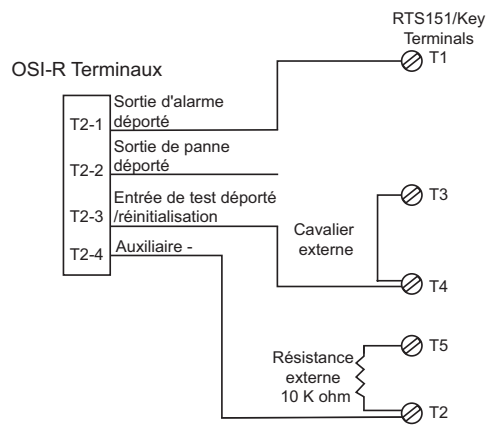 RTS151/Key
Terminals
T1
OSI-R Terminaux
T2-1
Sortie d'alarme
déporté
T2-2
Sortie de panne
déporté
T2-3
Entrée de test déporté
/réinitialisation
T2-4
Auxiliaire -
Cavalier
externe
T3
T4
T5
Résistance
externe
10 K ohm
T2